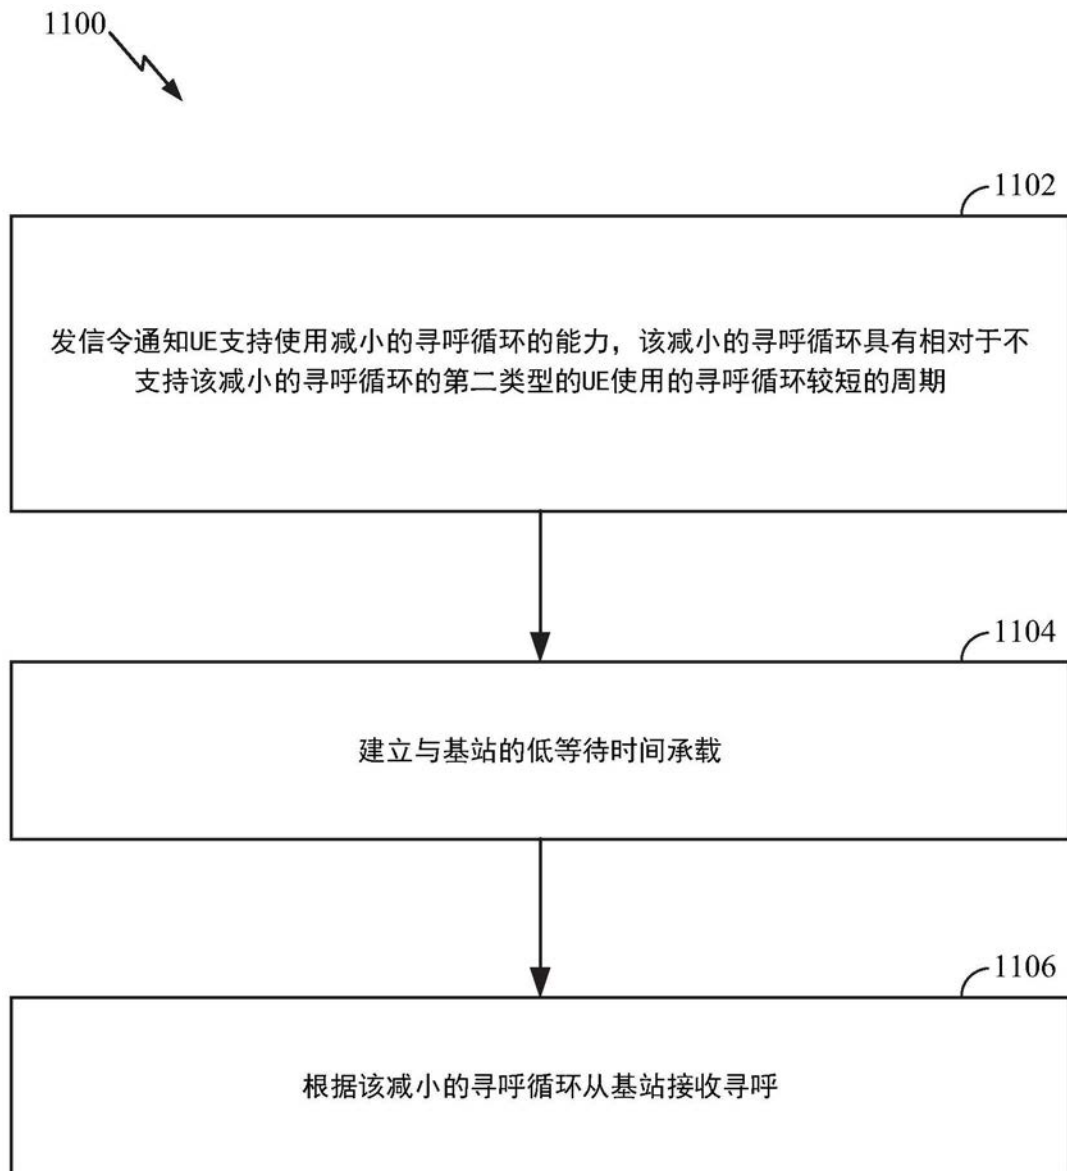 1100
1102
发信令通知UE支持使用减小的寻呼循环的能力，该减小的寻呼循环具有相对于不
支持该减小的寻呼循环的第二类型的UE使用的寻呼循环较短的周期
1104
建立与基站的低等待时间承载
1106
根据该减小的寻呼循环从基站接收寻呼